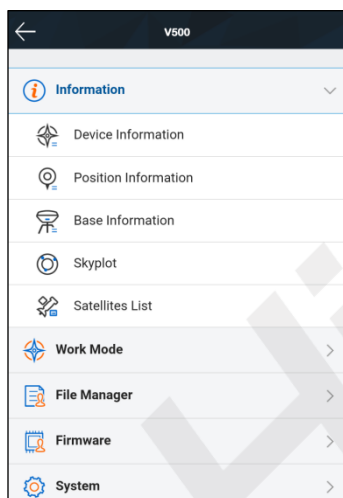 V500
Information
Device Information
Position Information
Base Information
Skyplot
Satellites List
Work Mode
File Manager
Firmware
System